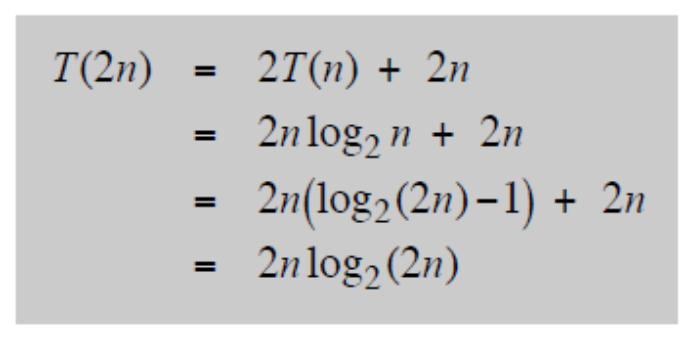 T(2n) = 2T(n) + 2n
= 2n log₂ n + 2n
= 2n(log₂(2n)−1) + 2n
= 2n log₂(2n)